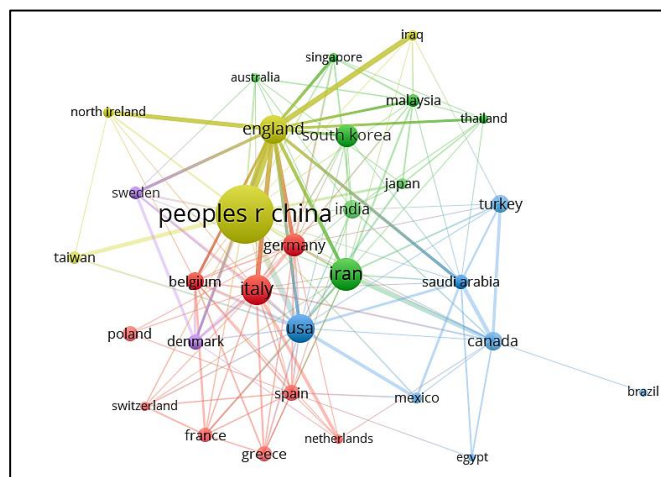 iraq
singapore
australia
malaysia
north ireland
thailand
england
south korea
japan
sweden
turkey
india
peoples r china
germany
taiwan
iran
saudi arabia
belgium
italy
usa
poland
denmark
canada
spain
mexico
brazil
switzerland
france
netherlands
greece
egypt